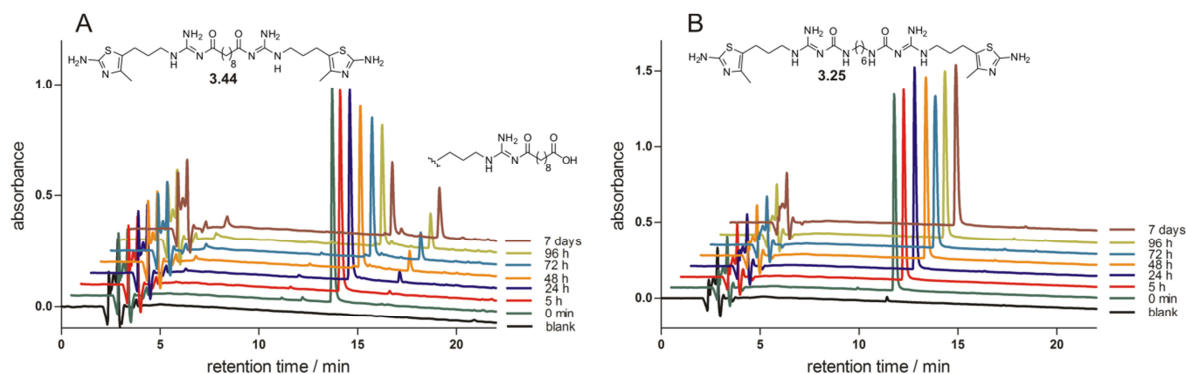 A
NH2 O O NH2
H2N S N H N 8 N N H S NH2
N N
3.44
1.0
NH2 O O
N H N 8 OH
absorbance
0.5
0.0
7 days
96 h
72 h
48 h
24 h
5 h
0 min
blank
0 5 10 15 20
retention time / min
B
NH2 O O NH2
H2N S N H N N H 6 N H N N H S NH2
N N
3.25
1.5
absorbance
1.0
0.5
0.0
7 days
96 h
72 h
48 h
24 h
5 h
0 min
blank
0 5 10 15 20
retention time / min